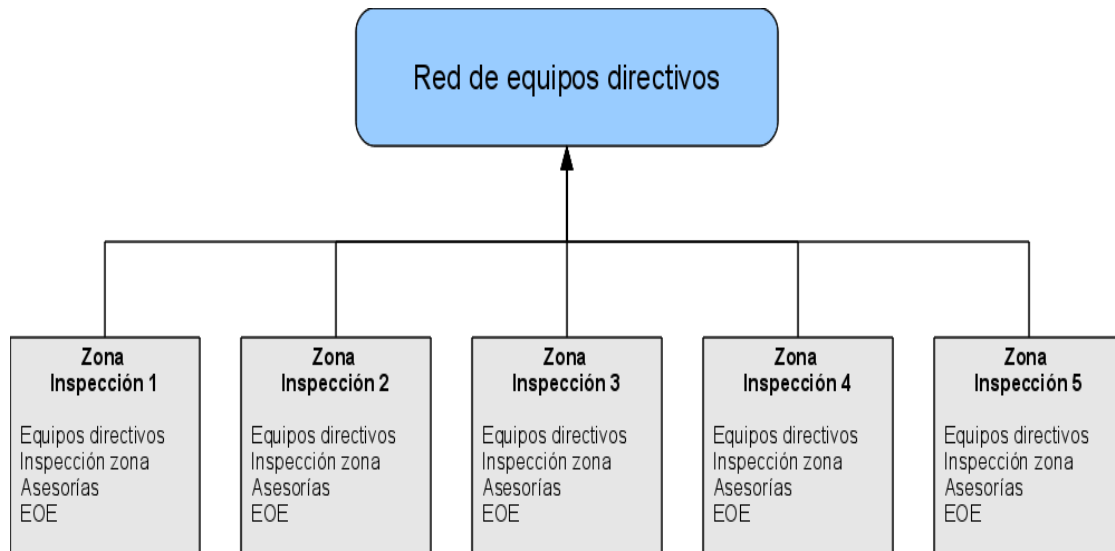 Red de equipos directivos
Zona
Inspección 1
Equipos directivos
Inspección zona
Asesorías
EOE
Zona
Inspección 2
Equipos directivos
Inspección zona
Asesorías
EOE
Zona
Inspección 3
Equipos directivos
Inspección zona
Asesorías
EOE
Zona
Inspección 4
Equipos directivos
Inspección zona
Asesorías
EOE
Zona
Inspección 5
Equipos directivos
Inspección zona
Asesorías
EOE